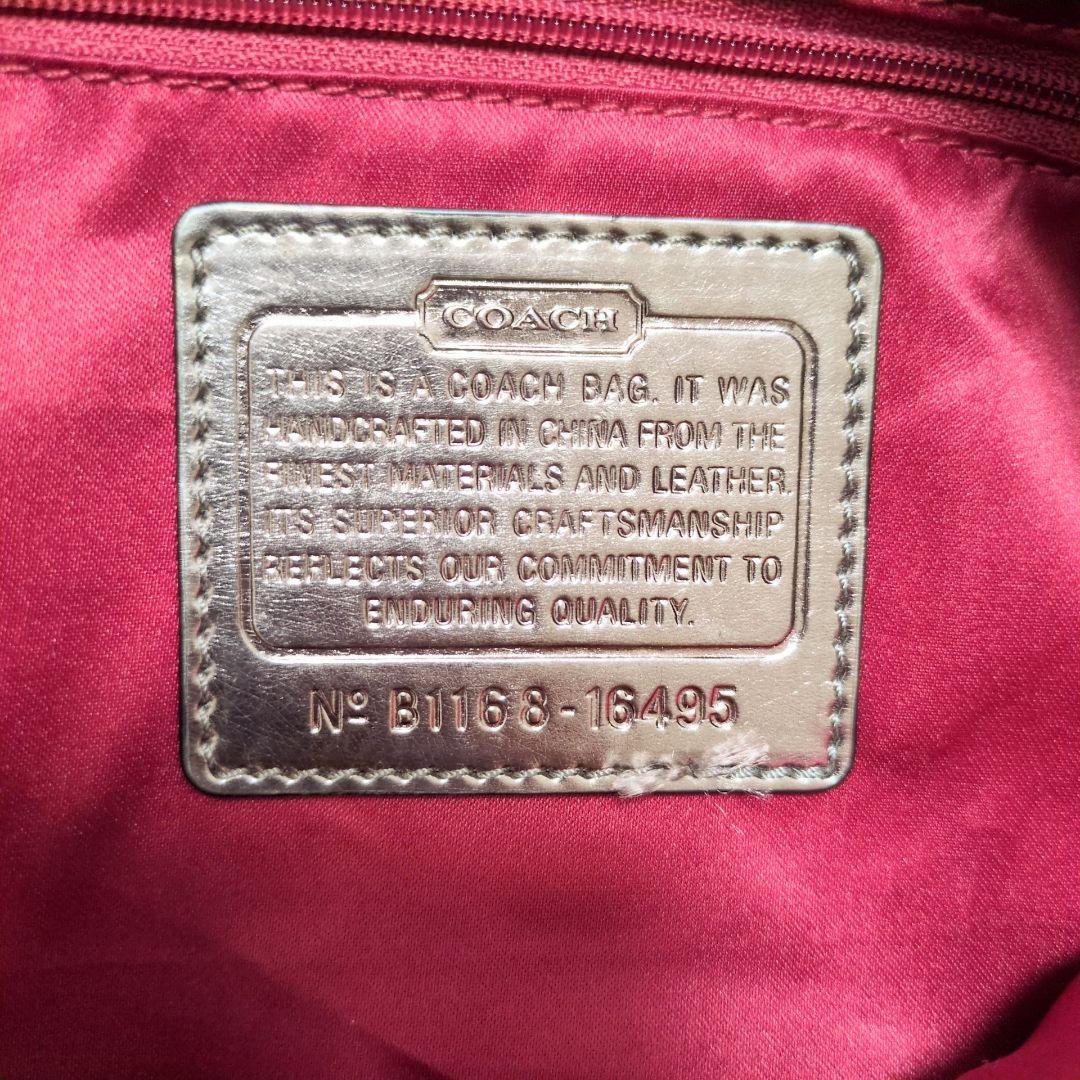 COACH
THIS IS A COACH BAG. IT WAS
HANDCRAFTED IN CHINA FROM THE
FINEST MATERIALS AND LEATHER.
ITS SUPERIOR CRAFTSMANSHIP
REFLECTS OUR COMMITMENT TO
ENDURING QUALITY.
Nº B1168-16495